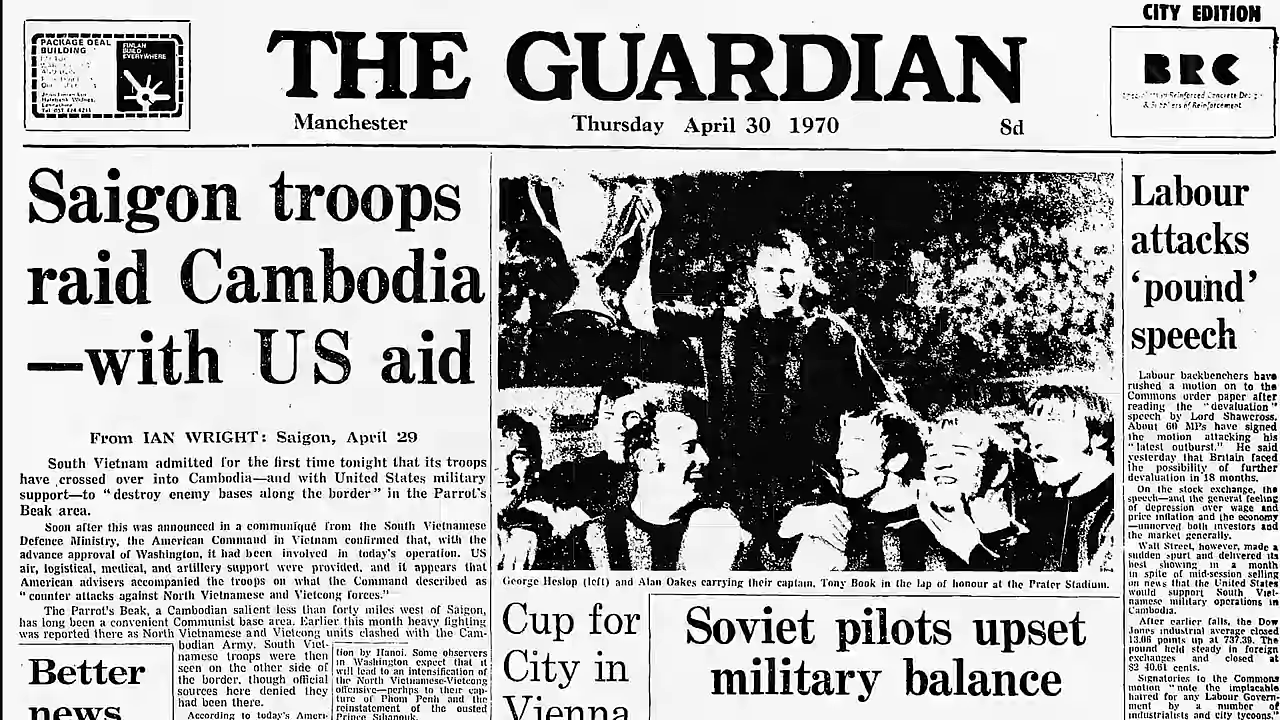 CITY EDITION
PACKAGE DEAL
BUILDING
FINLAN
BUILD
EVERYWHERE
THE GUARDIAN
BRC
& Suppliers of Reinforcement
Manchester
Thursday April 30 1970
8d
Saigon troops
raid Cambodia
—with US aid
From IAN WRIGHT: Saigon, April 29
South Vietnam admitted for the first time tonight that its troops
have crossed over into Cambodia—and with United States military
support—to “destroy enemy bases along the border” in the Parrot's
Beak area.
Soon after this was announced in a communiqué from the South Vietnamese
Defence Ministry, the American Command in Vietnam confirmed that, with the
advance approval of Washington, it had been involved in today's operation. US
air, logistical, medical, and artillery support were provided, and it appears that
American advisers accompanied the troops on what the Command described as
“counter attacks against North Vietnamese and Vietcong forces.”
The Parrot's Beak, a Cambodian salient less than forty miles west of Saigon,
has long been a convenient Communist base area. Earlier this month heavy fighting
was reported there as North Vietnamese and Vietcong units clashed with the Cam-
bodian Army. South Viet-
namese troops were then
seen on the other side of
the border, though official
sources here denied they
had been there.
According to today's Ameri-
tion by Hanoi. Some observers
in Washington expect that it
will lead to an intensification of
the North Vietnamese-Vietcong
offensive—perhps to their cap-
ture of Phom Penh and the
reinstatement of the ousted
Prince Sihanouk.
Better
news
George Heslop (left) and Alan Oakes carrying their captain, Tony Book in the lap of honour at the Prater Stadium.
Cup for
City in
Vienna
Soviet pilots upset
military balance
Labour
attacks
‘pound’
speech
Labour backbenchers have
rushed a motion on to the
Commons order paper after
reading the “devaluation”
speech by Lord Shawcross.
About 60 MPs have signed
the motion attacking his
“latest outburst.” He said
yesterday that Britain faced
the possibility of further
devaluation in 18 months.
On the stock exchange, the
speech—and the general feeling
of depression over wage and
price inflation and the economy
—unnerved both investors and
the market generally.
Wall Street, however, made a
sudden spurt and delivered its
best showing in a month
in spite of mid-session selling
on news that the United States
would support South Viet-
namese military operations in
Cambodia.
After earlier falls, the Dow
Jones industrial average closed
13.06 points up at 737.39. The
pound held steady in foreign
exchanges and closed at
$2 40.61 cents.
Signatories to the Commons
motion “note the implacable
hatred for any Labour Govern-
ment by a number of
industrialists and city tycoons,”